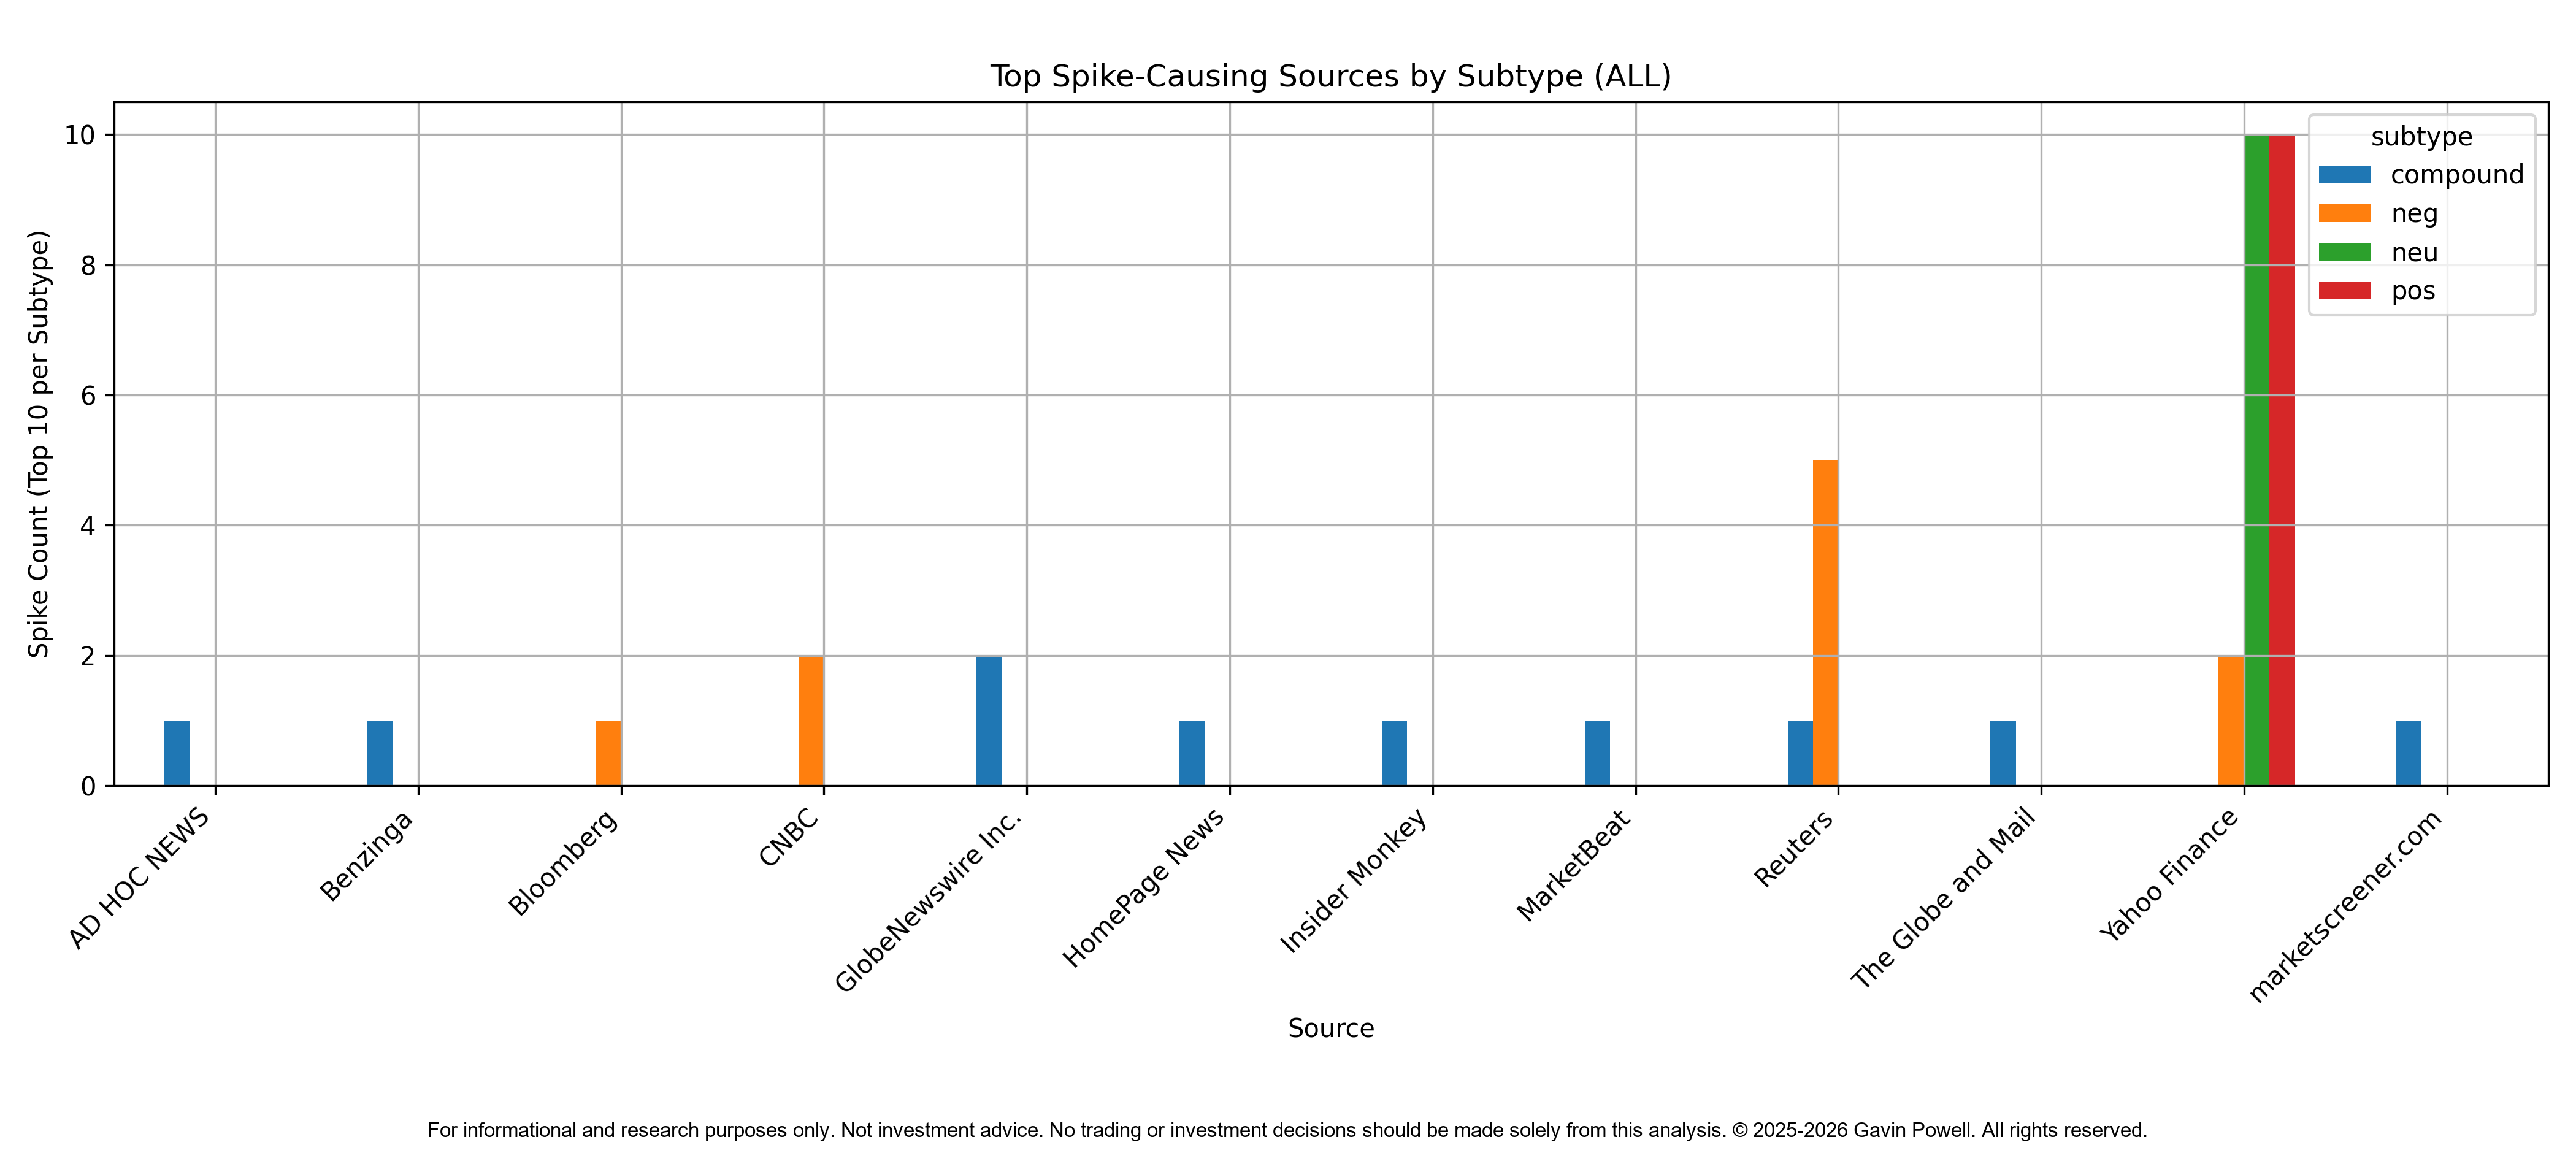 Top Spike-Causing Sources by Subtype (ALL)
Spike Count (Top 10 per Subtype)
10
8
6
4
2
0
subtype
compound
neg
neu
pos
AD HOC NEWS
Benzinga
Bloomberg
CNBC
GlobeNewswire Inc.
HomePage News
Insider Monkey
MarketBeat
Reuters
The Globe and Mail
Yahoo Finance
marketscreener.com
Source
For informational and research purposes only. Not investment advice. No trading or investment decisions should be made solely from this analysis. © 2025-2026 Gavin Powell. All rights reserved.